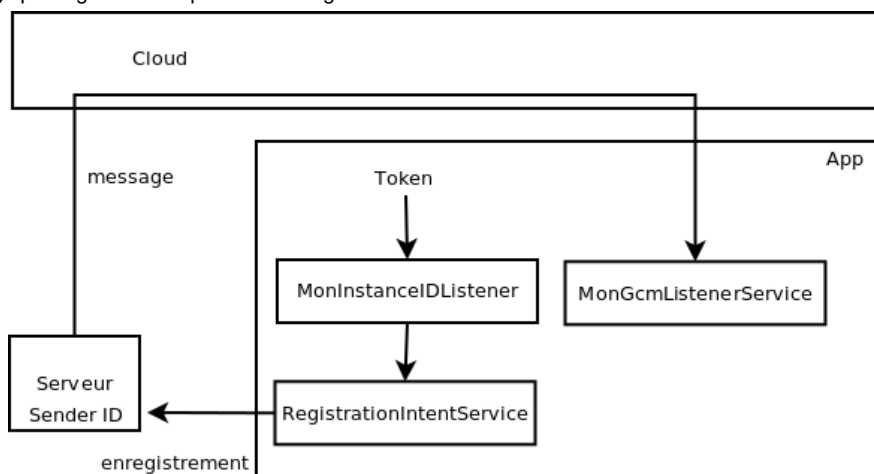 Cloud
App
message
Token
MonInstanceIDListener
MonGcmListenerService
Serveur
Sender ID
RegistrationIntentService
enregistrement